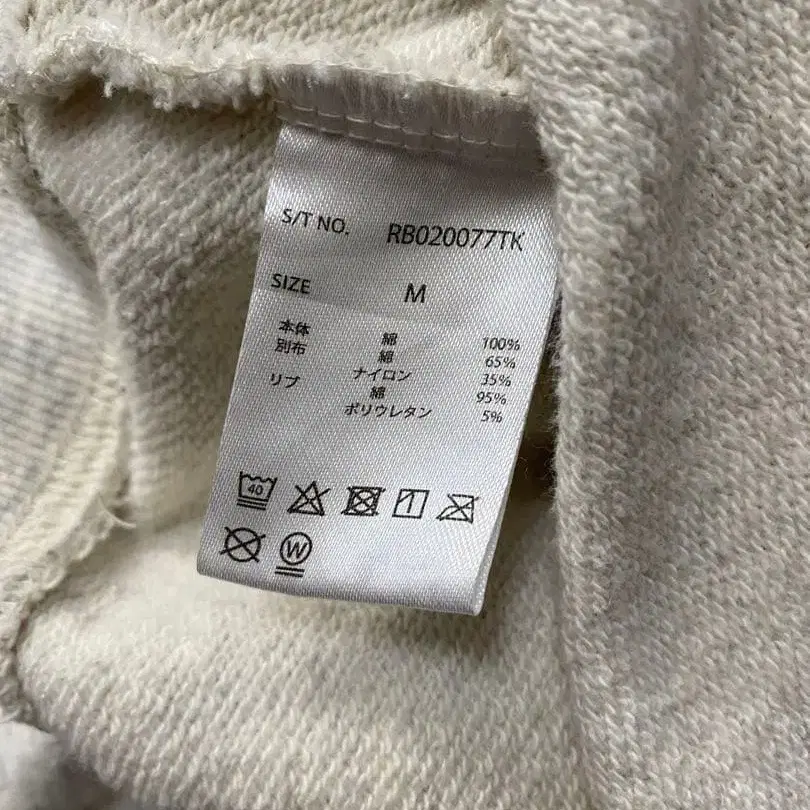 S/T NO. RB020077TK
SIZE M
本体 綿 100%
別布 綿 65%
ナイロン 35%
リブ 綿 95%
ポリウレタン 5%
40
W